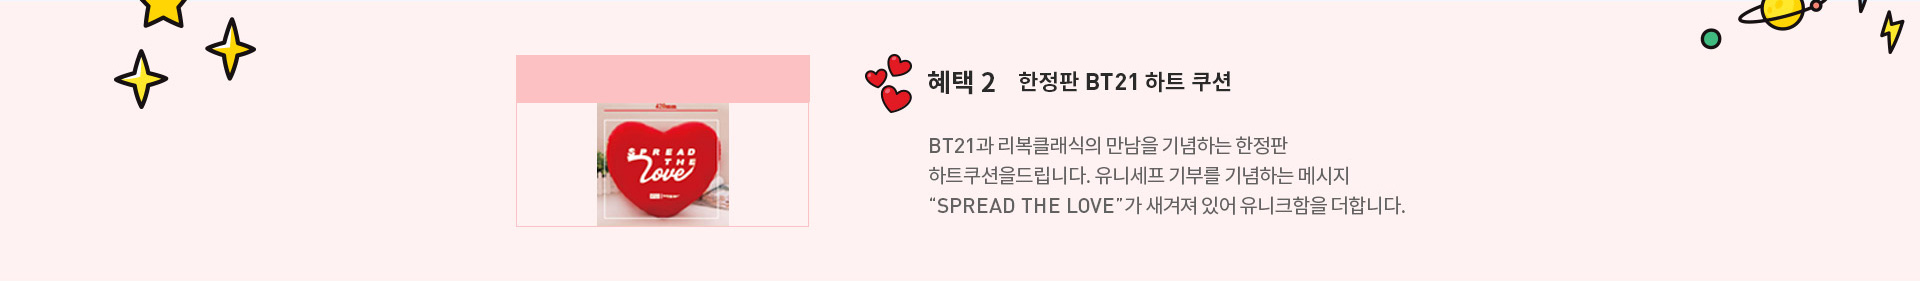 SPREAD
THE
Love
혜택 2 한정판 BT21 하트 쿠션
BT21과 리복클래식의 만남을 기념하는 한정판
하트쿠션을드립니다. 유니세프 기부를 기념하는 메시지
“SPREAD THE LOVE”가 새겨져 있어 유니크함을 더합니다.